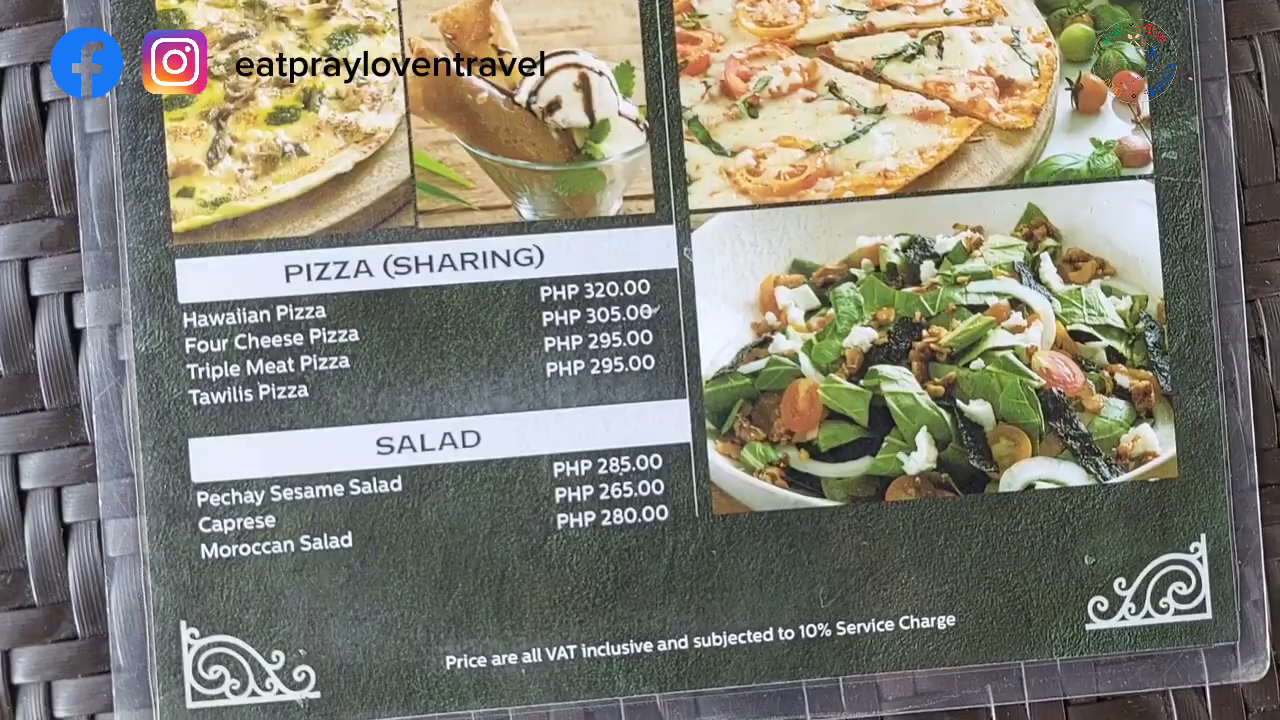 eatprayloventravel
PIZZA (SHARING)
Hawaiian Pizza PHP 320.00
Four Cheese Pizza PHP 305.00
Triple Meat Pizza PHP 295.00
Tawilis Pizza PHP 295.00
SALAD
Pechay Sesame Salad PHP 285.00
Caprese PHP 265.00
Moroccan Salad PHP 280.00
Price are all VAT inclusive and subjected to 10% Service Charge